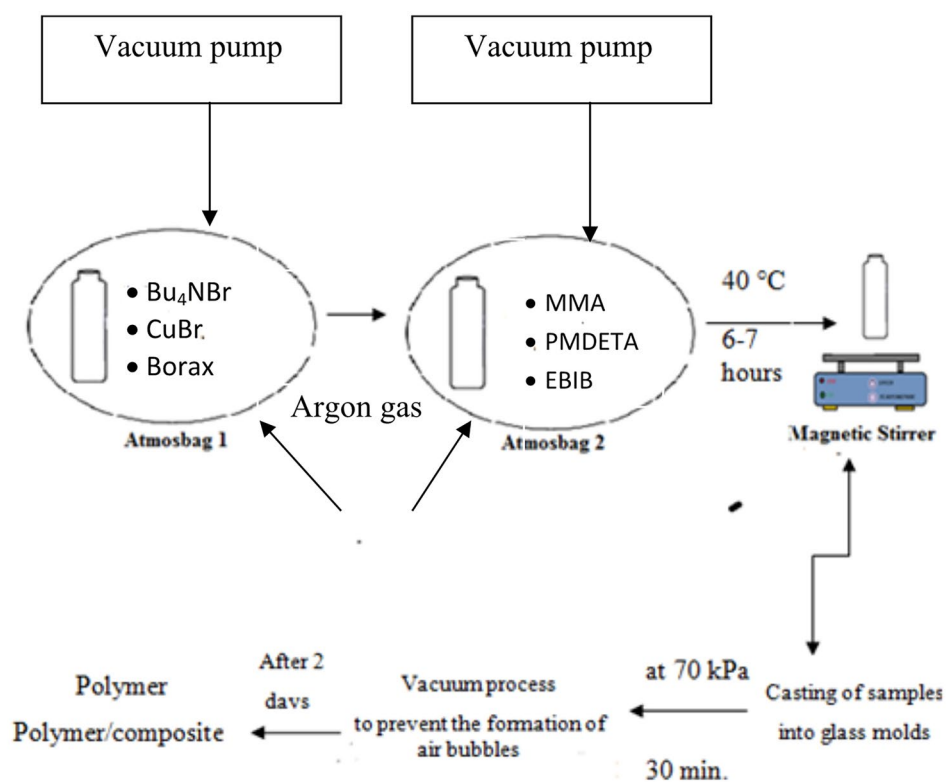 Vacuum pump
Vacuum pump
• Bu₄NBr
• CuBr
• Borax
Atmosbag 1
Argon gas
• MMA
• PMDETA
• EBIB
Atmosbag 2
40 °C
6-7
hours
Magnetic Stirrer
Casting of samples
into glass molds
at 70 kPa
30 min.
Vacuum process
to prevent the formation of
air bubbles
After 2
days
Polymer
Polymer/composite